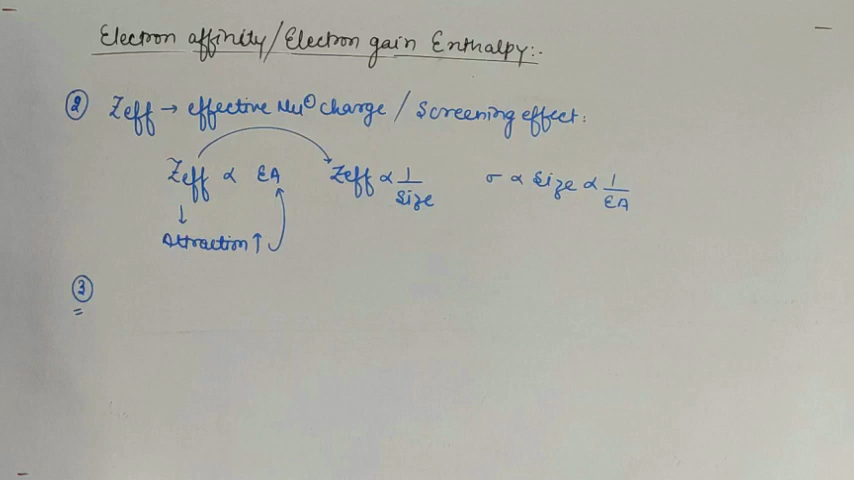 Electron affinity/Electron gain Enthalpy:-
② Zeff → effective Nu⊖ charge / Screening effect:
Zeff ∝ EA Zeff ∝ 1/Size σ ∝ Size ∝ 1/EA
↓
Attraction ↑
③